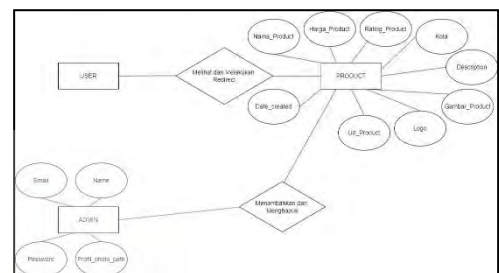 Nama_Product
Harga_Product
Rating_Product
Kota
USER
Melihat dan Melakukan
Redirect
PRODUCT
Description
Date_created
Gambar_Product
Url_Product
Logo
Email
Name
Menambahkan dan
Menghapus
ADMIN
Password
Profil_photo_path